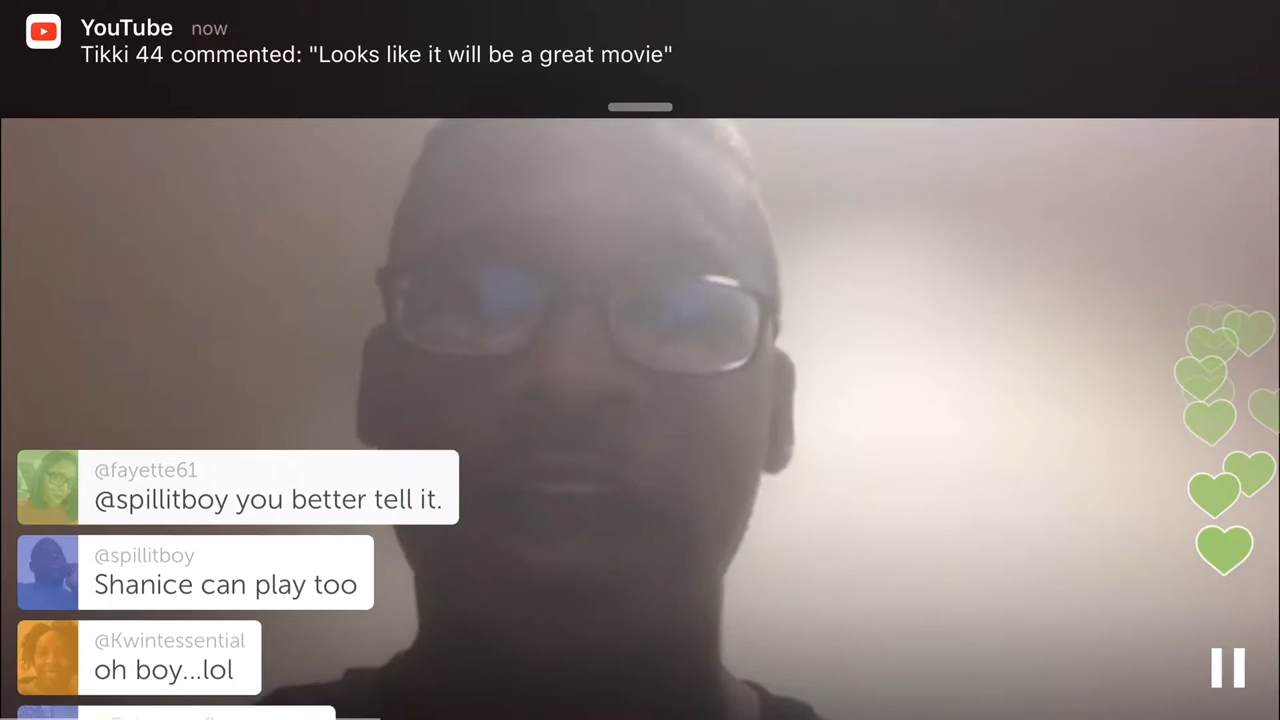 YouTube now
Tikki 44 commented: "Looks like it will be a great movie"
@fayette61
@spillitboy you better tell it.
@spillitboy
Shanice can play too
@Kwintessential
oh boy...lol